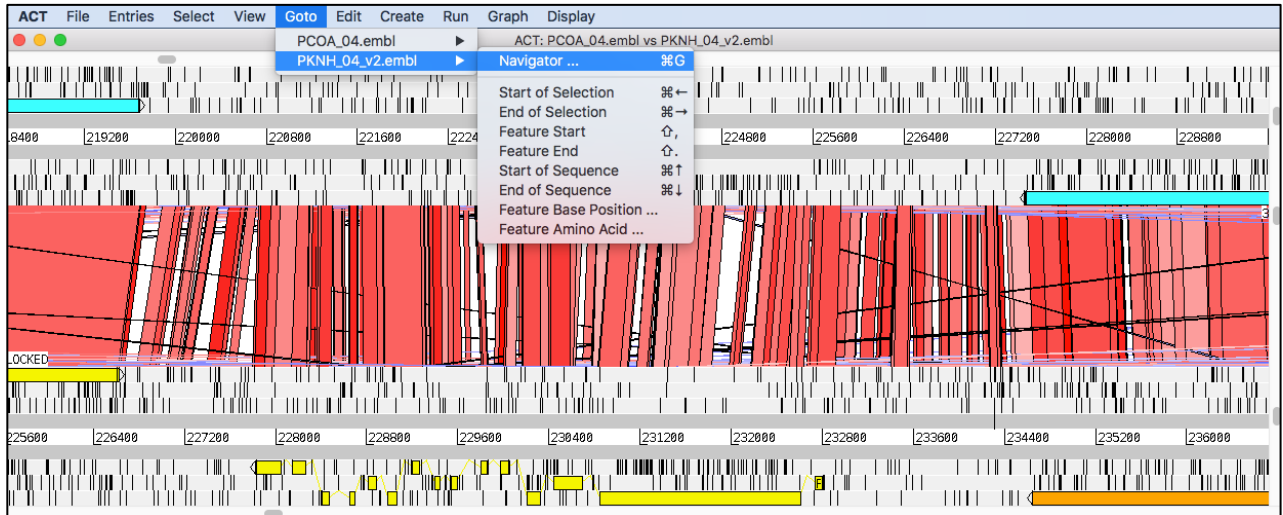 ACT File Entries Select View Goto Edit Create Run Graph Display
ACT: PCOA_04.embl vs PKNH_04_v2.embl
PCOA_04.embl ▶
PKNH_04_v2.embl ▶
Navigator ... ⌘G
Start of Selection ⌘←
End of Selection ⌘→
Feature Start ⇧,
Feature End ⇧.
Start of Sequence ⌘↑
End of Sequence ⌘↓
Feature Base Position ...
Feature Amino Acid ...
8400 219200 220000 220800 221600 2224 224800 225600 226400 227200 228000 228800
3
LOCKED
225600 226400 227200 228000 228800 229600 230400 231200 232000 232800 233600 234400 235200 236000